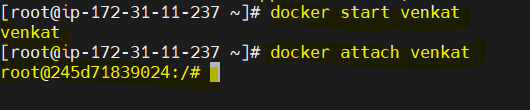 [root@ip-172-31-11-237 ~]# docker start venkat
venkat
[root@ip-172-31-11-237 ~]# docker attach venkat
root@245d71839024:/#